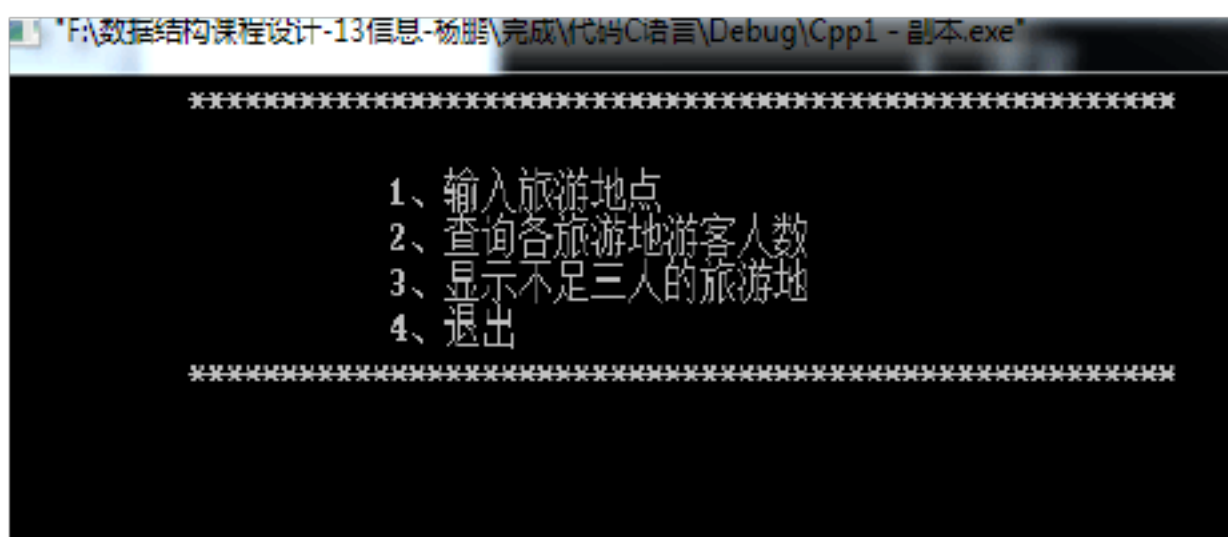 "F:\数据结构课程设计-13信息-杨鹏\完成\代码C语言\Debug\Cpp1 - 副本.exe"
******************************************************
1、输入旅游地点
2、查询各旅游地游客人数
3、显示不足三人的旅游地
4、退出
******************************************************